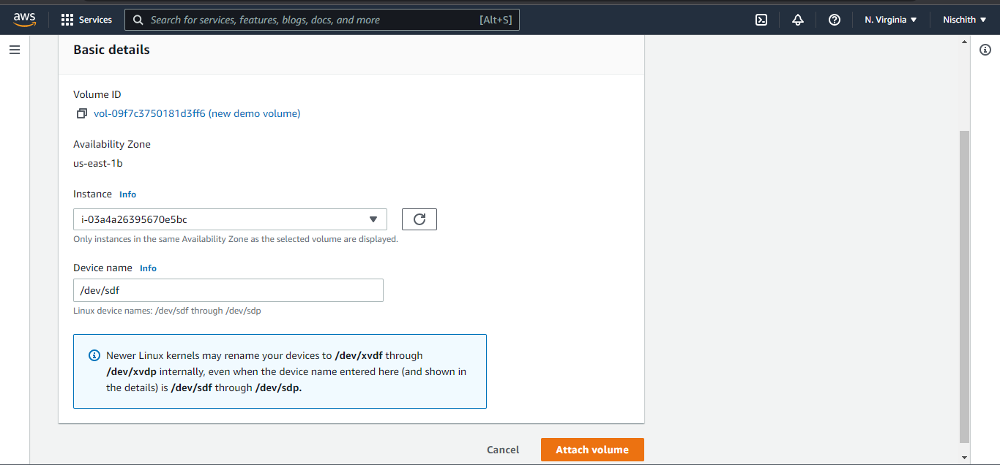 aws
Services
Search for services, features, blogs, docs, and more [Alt+S]
N. Virginia
Nischith
Basic details
Volume ID
vol-09f7c3750181d3ff6 (new demo volume)
Availability Zone
us-east-1b
Instance Info
i-03a4a26395670e5bc
Only instances in the same Availability Zone as the selected volume are displayed.
Device name Info
/dev/sdf
Linux device names: /dev/sdf through /dev/sdp
Newer Linux kernels may rename your devices to /dev/xvdf through
/dev/xvdp internally, even when the device name entered here (and shown in
the details) is /dev/sdf through /dev/sdp.
Cancel
Attach volume